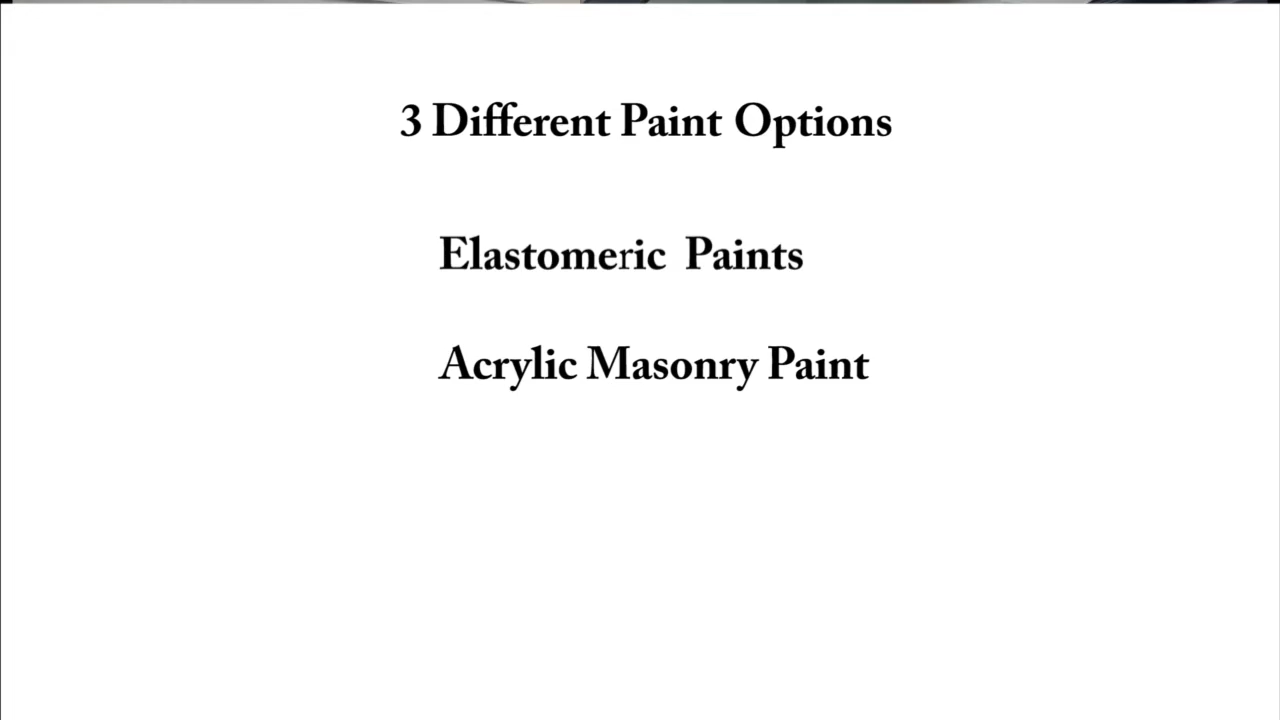 3 Different Paint Options
Elastomeric Paints
Acrylic Masonry Paint